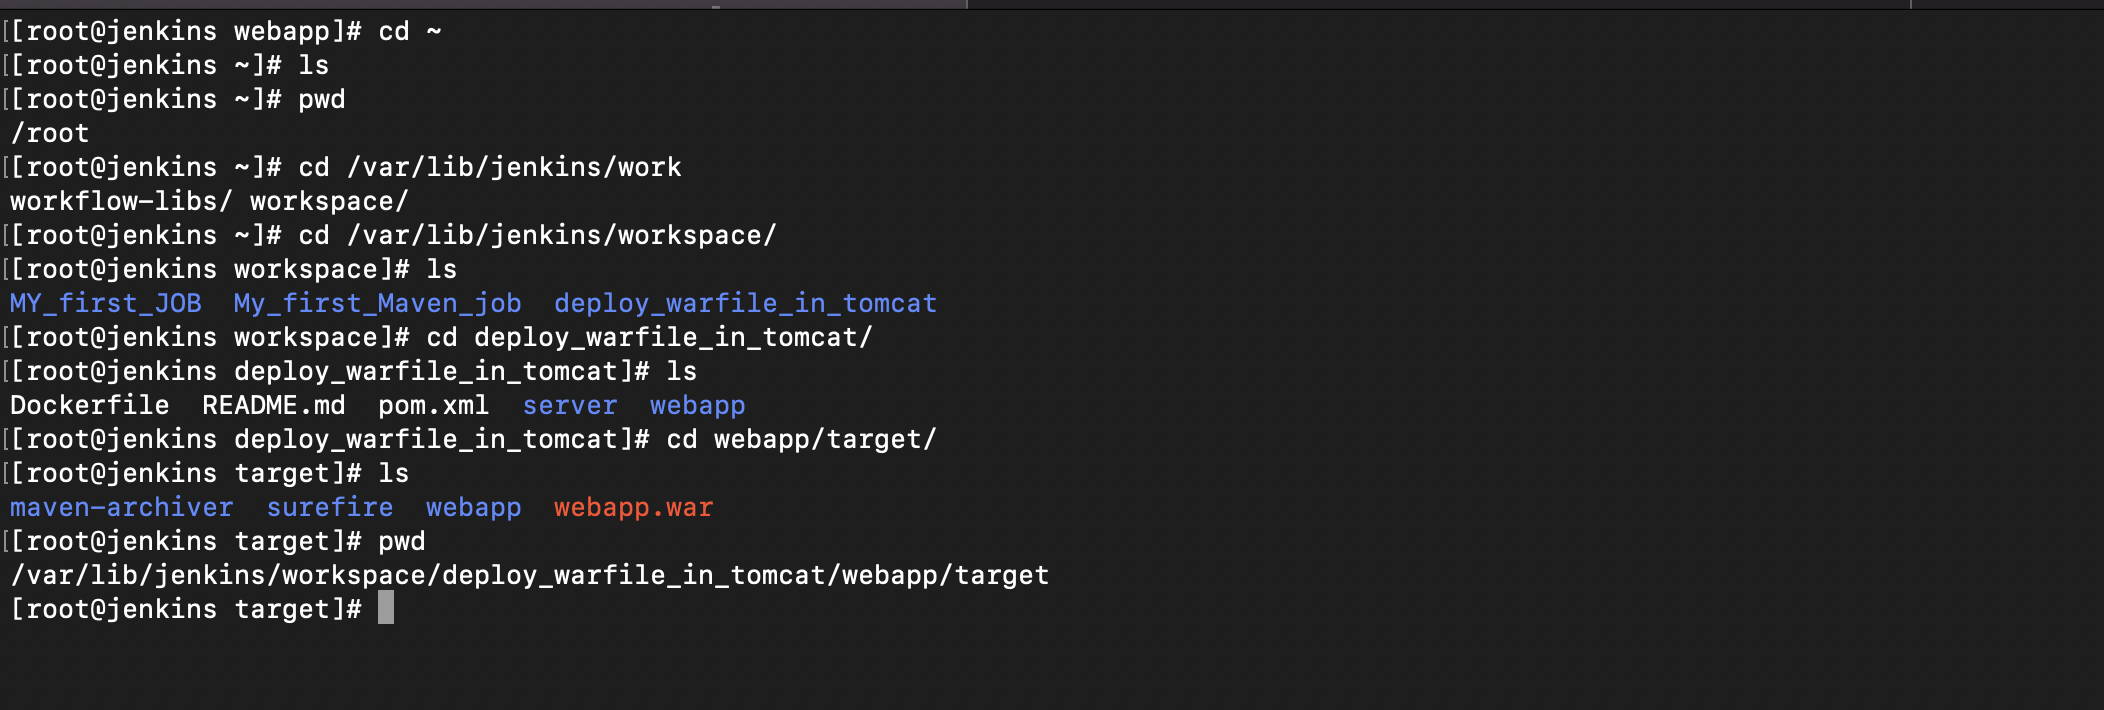 [[root@jenkins webapp]# cd ~
[[root@jenkins ~]# ls
[[root@jenkins ~]# pwd
/root
[[root@jenkins ~]# cd /var/lib/jenkins/work
workflow-libs/ workspace/
[[root@jenkins ~]# cd /var/lib/jenkins/workspace/
[[root@jenkins workspace]# ls
MY_first_JOB  My_first_Maven_job  deploy_warfile_in_tomcat
[[root@jenkins workspace]# cd deploy_warfile_in_tomcat/
[[root@jenkins deploy_warfile_in_tomcat]# ls
Dockerfile  README.md  pom.xml  server  webapp
[[root@jenkins deploy_warfile_in_tomcat]# cd webapp/target/
[[root@jenkins target]# ls
maven-archiver  surefire  webapp  webapp.war
[[root@jenkins target]# pwd
/var/lib/jenkins/workspace/deploy_warfile_in_tomcat/webapp/target
[root@jenkins target]#